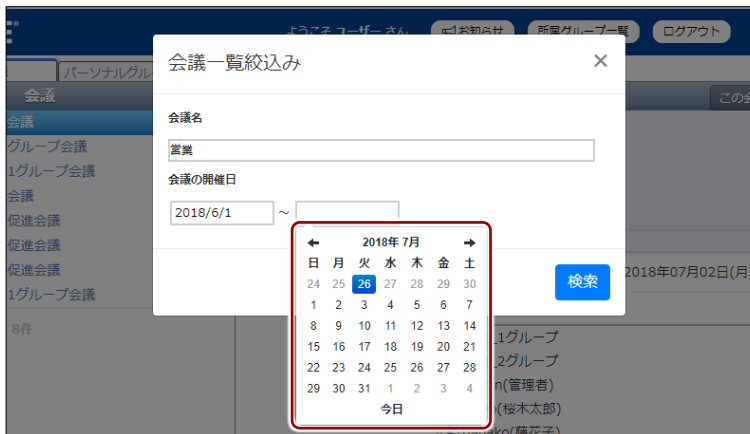 ようこそ ユーザー さん
お知らせ
所属グループ一覧
ログアウト
パーソナルグル
会議
この会
会議
グループ会議
1グループ会議
会議
促進会議
促進会議
促進会議
1グループ会議
8件
会議一覧絞込み
×
会議名
営業
会議の開催日
2018/6/1 ~
2018年 7月
日 月 火 水 木 金 土
24 25 26 27 28 29 30
1 2 3 4 5 6 7
8 9 10 11 12 13 14
15 16 17 18 19 20 21
22 23 24 25 26 27 28
29 30 31 1 2 3 4
今日
検索
2018年07月02日(月)
_1グループ
_2グループ
n(管理者)
(桜木太郎)
ko(藤花子)